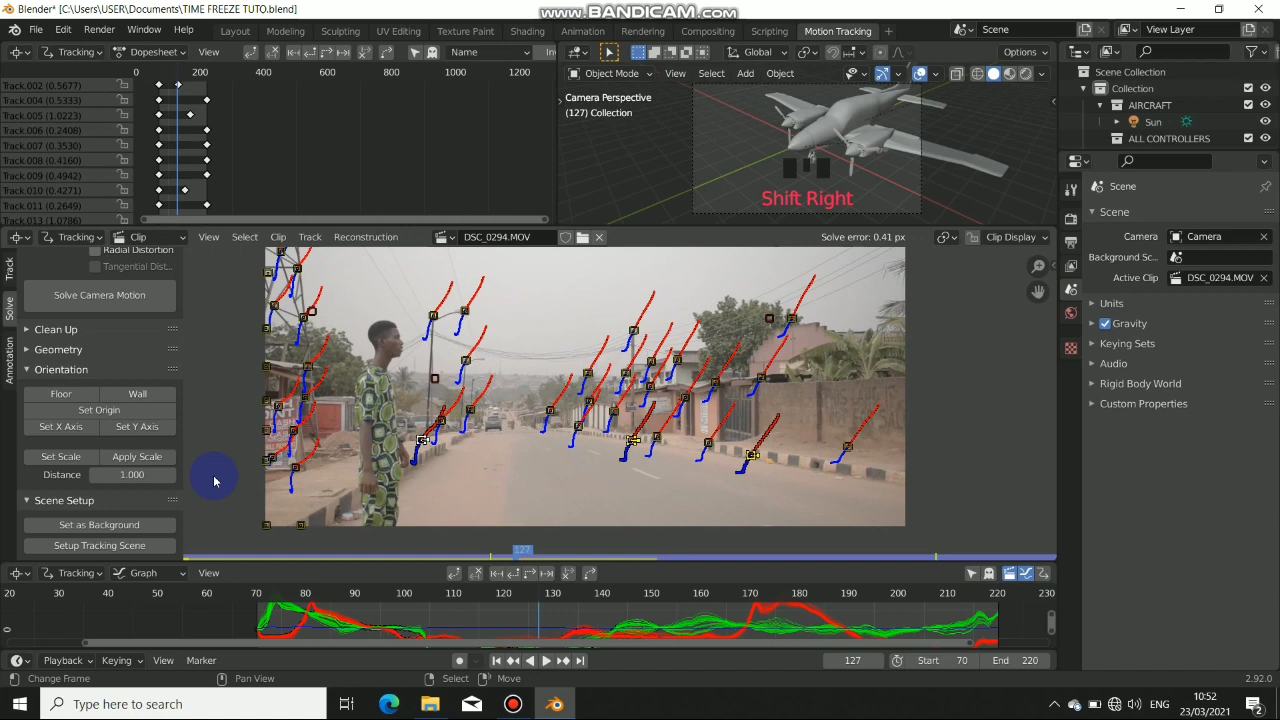 Blender* [C:\Users\USER\Documents\TIME FREEZE TUTO.blend]
www.BANDICAM.com
File Edit Render Window Help Layout Modeling Sculpting UV Editing Texture Paint Shading Animation Rendering Compositing Scripting Motion Tracking + Scene View Layer
Tracking Dopesheet View Name In Global Options
0 200 400 600 800 1000 1200
Object Mode View Select Add Object
Track.002 (0.5677)
Track.004 (0.5333)
Track.005 (1.0223)
Track.006 (0.2408)
Track.007 (0.3530)
Track.008 (0.4160)
Track.009 (0.4942)
Track.010 (0.4271)
Track.011 (0.2649)
Track.013 (1.0786)
Camera Perspective
(127) Collection
Shift Right
Scene Collection
Collection
AIRCRAFT
Sun
ALL CONTROLLERS
Scene
Scene
Camera Camera
Background Sc...
Active Clip DSC_0294.MOV
Units
Gravity
Keying Sets
Audio
Rigid Body World
Custom Properties
Tracking Clip View Select Clip Track Reconstruction DSC_0294.MOV Solve error: 0.41 px Clip Display
Track
Solve
Annotation
Radial Distortion
Tangential Dist...
Solve Camera Motion
Clean Up
Geometry
Orientation
Floor Wall
Set Origin
Set X Axis Set Y Axis
Set Scale Apply Scale
Distance 1.000
Scene Setup
Set as Background
Setup Tracking Scene
127
Tracking Graph View
20 70 80 90 100 110 120 130 140 150 160 170 180 190 200 210 220 230
0
Playback Keying View Marker 127 Start 70 End 220
Change Frame Pan View Select Move 2.92.0
Type here to search ENG 10:52
23/03/2021 2